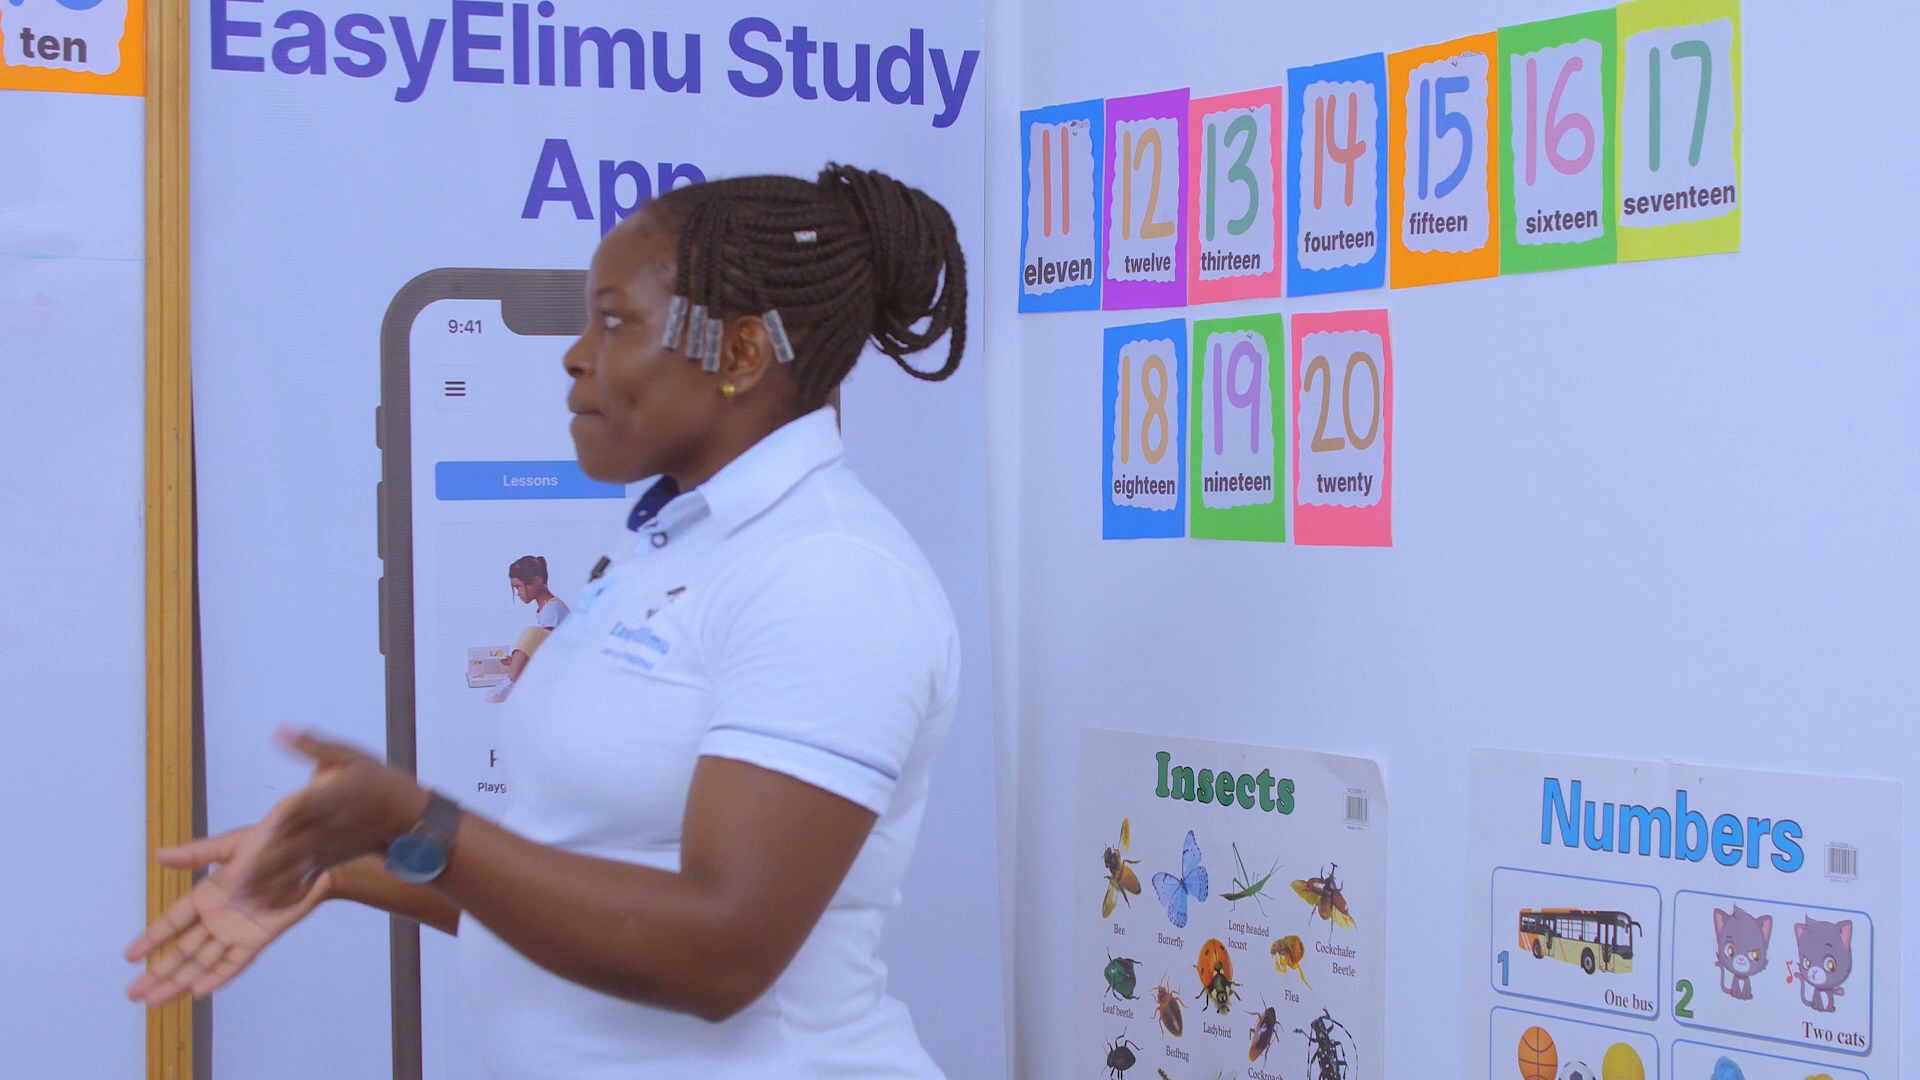 ten
EasyElimu Study
App
9:41
Lessons
11
eleven
12
twelve
13
thirteen
14
fourteen
15
fifteen
16
sixteen
17
seventeen
18
eighteen
19
nineteen
20
twenty
EasyElimu
Insects
Bee
Butterfly
Long headed
locust
Cockchafer
Beetle
Leaf beetle
Bedbug
Ladybird
Flea
Numbers
1
One bus
2
Two cats